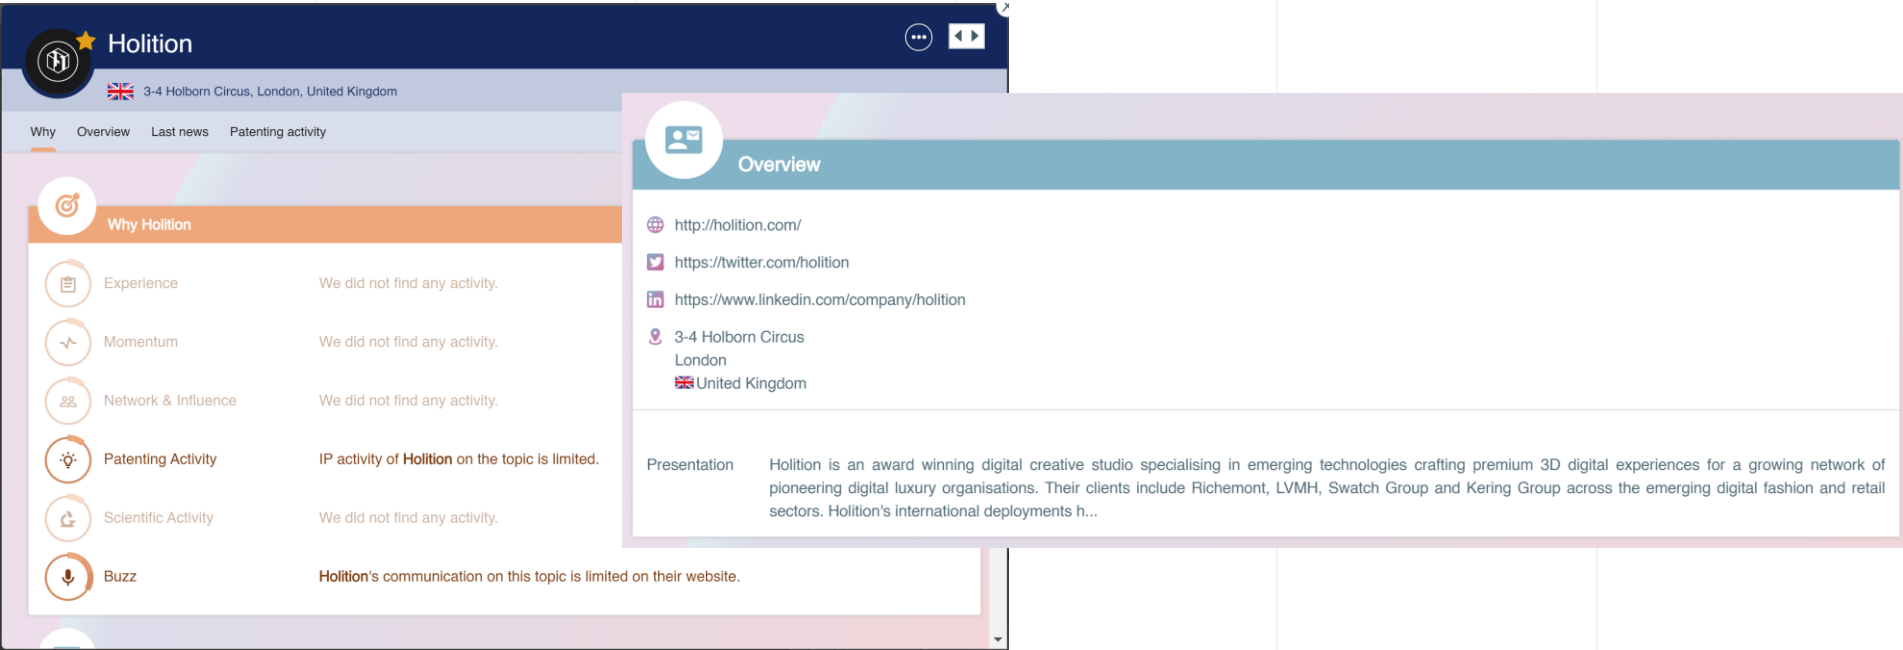 Holition
3-4 Holborn Circus, London, United Kingdom
Why Overview Last news Patenting activity
Why Holition
Experience We did not find any activity.
Momentum We did not find any activity.
Network & Influence We did not find any activity.
Patenting Activity IP activity of Holition on the topic is limited.
Scientific Activity We did not find any activity.
Buzz Holition's communication on this topic is limited on their website.
Overview
http://holition.com/
https://twitter.com/holition
https://www.linkedin.com/company/holition
3-4 Holborn Circus
London
United Kingdom
Presentation Holition is an award winning digital creative studio specialising in emerging technologies crafting premium 3D digital experiences for a growing network of
pioneering digital luxury organisations. Their clients include Richemont, LVMH, Swatch Group and Kering Group across the emerging digital fashion and retail
sectors. Holition's international deployments h...